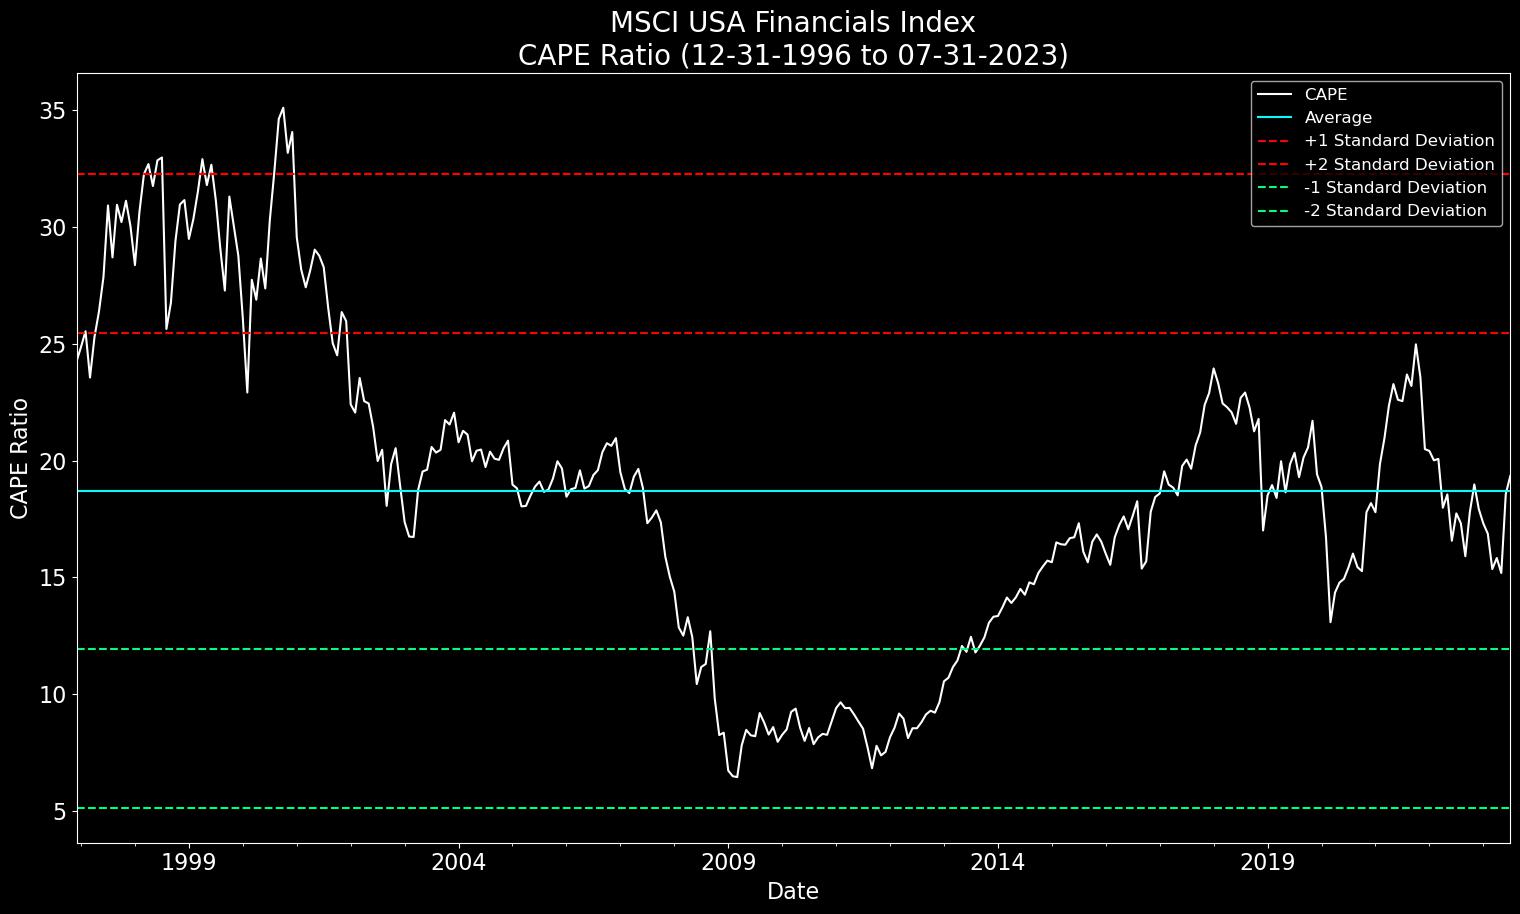 MSCI USA Financials Index
CAPE Ratio (12-31-1996 to 07-31-2023)
CAPE
Average
+1 Standard Deviation
+2 Standard Deviation
-1 Standard Deviation
-2 Standard Deviation
CAPE Ratio
35
30
25
20
15
10
5
1999
2004
2009
2014
2019
Date